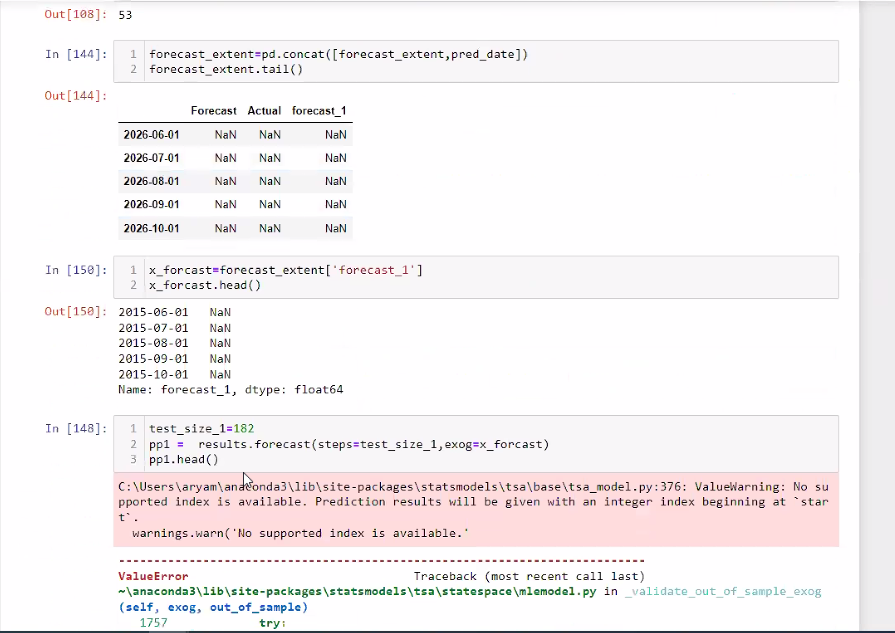 Out[108]: 53
In [144]: 1 forecast_extent=pd.concat([forecast_extent,pred_date])
2 forecast_extent.tail()
Out[144]:
Forecast Actual forecast_1
2026-06-01 NaN NaN NaN
2026-07-01 NaN NaN NaN
2026-08-01 NaN NaN NaN
2026-09-01 NaN NaN NaN
2026-10-01 NaN NaN NaN
In [150]: 1 x_forcast=forecast_extent['forecast_1']
2 x_forcast.head()
Out[150]: 2015-06-01 NaN
2015-07-01 NaN
2015-08-01 NaN
2015-09-01 NaN
2015-10-01 NaN
Name: forecast_1, dtype: float64
In [148]: 1 test_size_1=182
2 pp1 = results.forecast(steps=test_size_1,exog=x_forcast)
3 pp1.head()
C:\Users\aryam\anaconda3\lib\site-packages\statsmodels\tsa\base\tsa_model.py:376: ValueWarning: No su
pported index is available. Prediction results will be given with an integer index beginning at `star
t`.
warnings.warn('No supported index is available.'
---------------------------------------------------------------------------
ValueError Traceback (most recent call last)
~\anaconda3\lib\site-packages\statsmodels\tsa\statespace\mlemodel.py in _validate_out_of_sample_exog
(self, exog, out_of_sample)
1757 try: